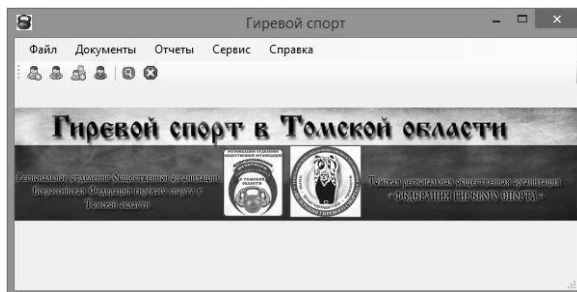 Гиревой спорт
Файл Документы Отчеты Сервис Справка
Гиревой спорт в Томской области
Региональное отделение Общественной организации
Всероссийская Федерация гиревого спорта в
Томской области
Томская региональная общественная организация
"ФЕДЕРАЦИЯ ГИРЕВОГО СПОРТА"